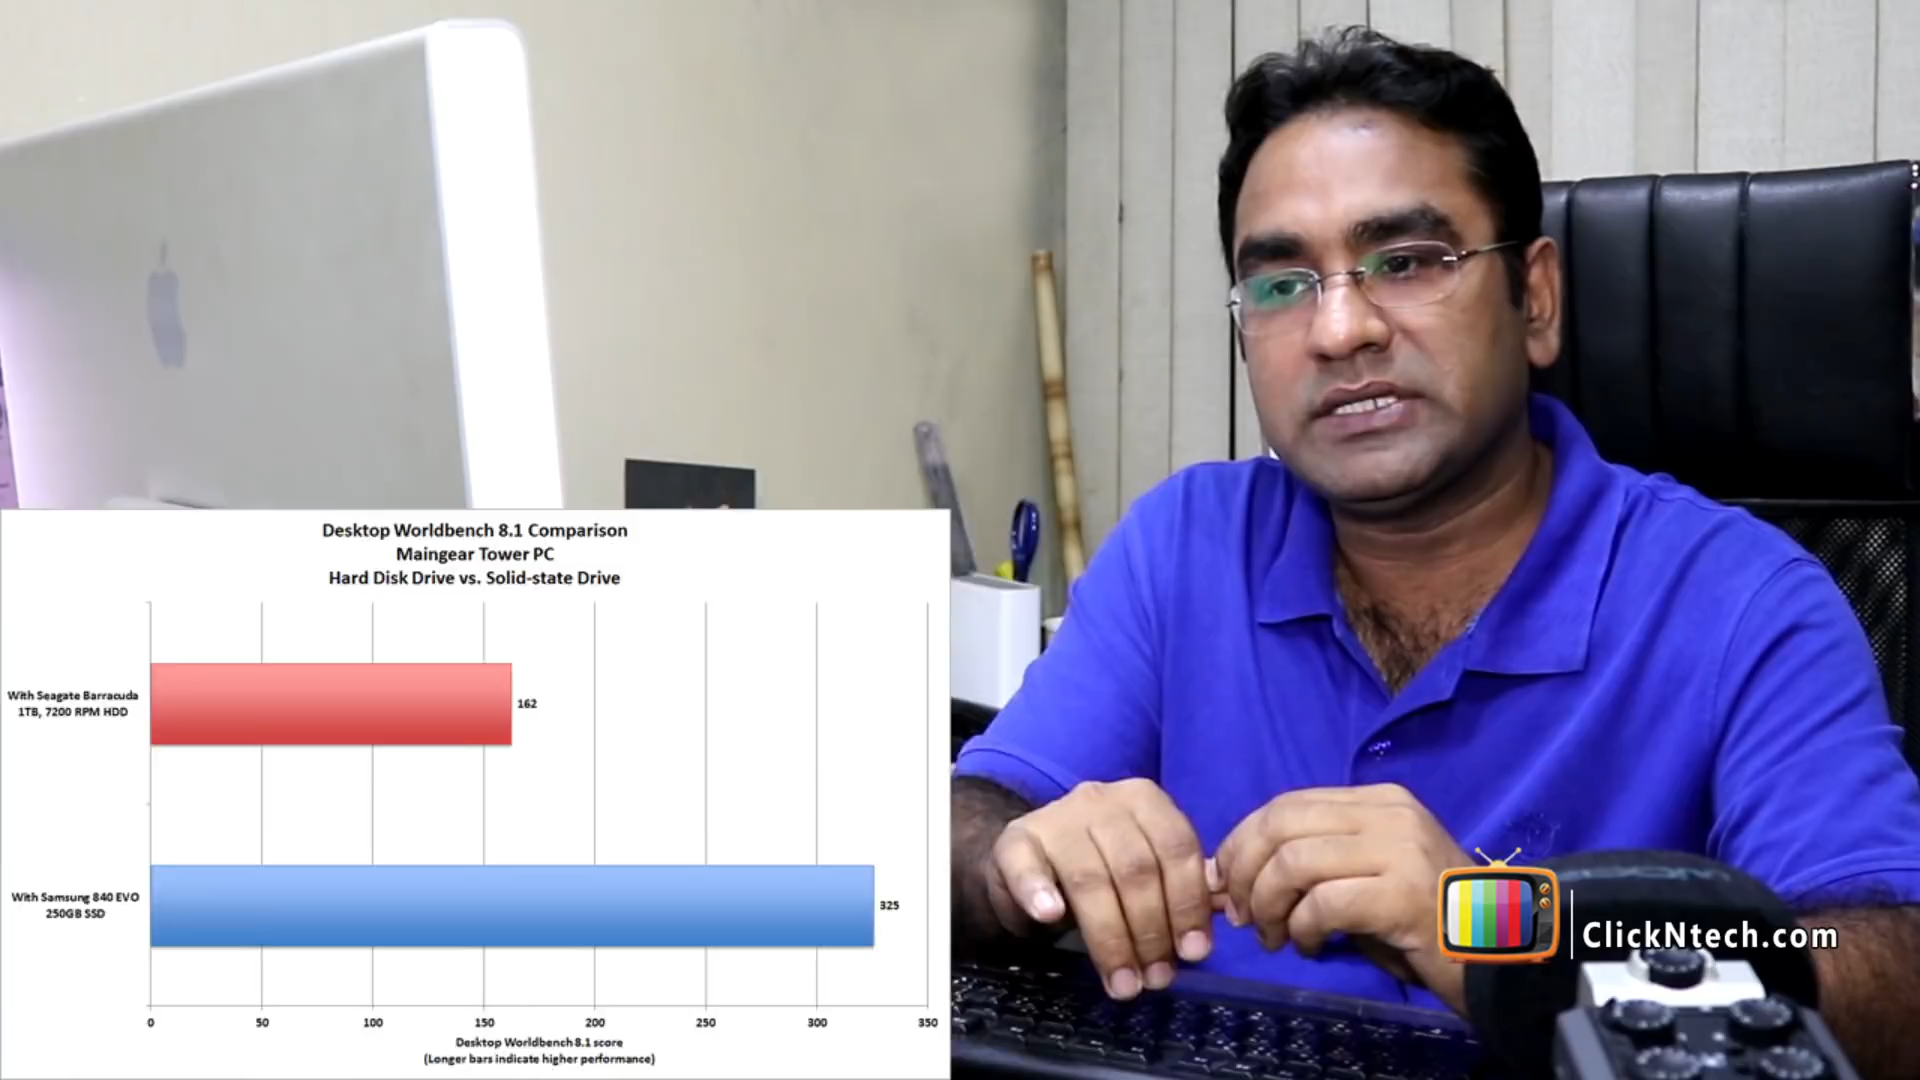 Desktop Worldbench 8.1 Comparison
Maingear Tower PC
Hard Disk Drive vs. Solid-state Drive
With Seagate Barracuda
1TB, 7200 RPM HDD
162
With Samsung 840 EVO
250GB SSD
325
0 50 100 150 200 250 300 350
Desktop Worldbench 8.1 score
(Longer bars indicate higher performance)
ClickNtech.com